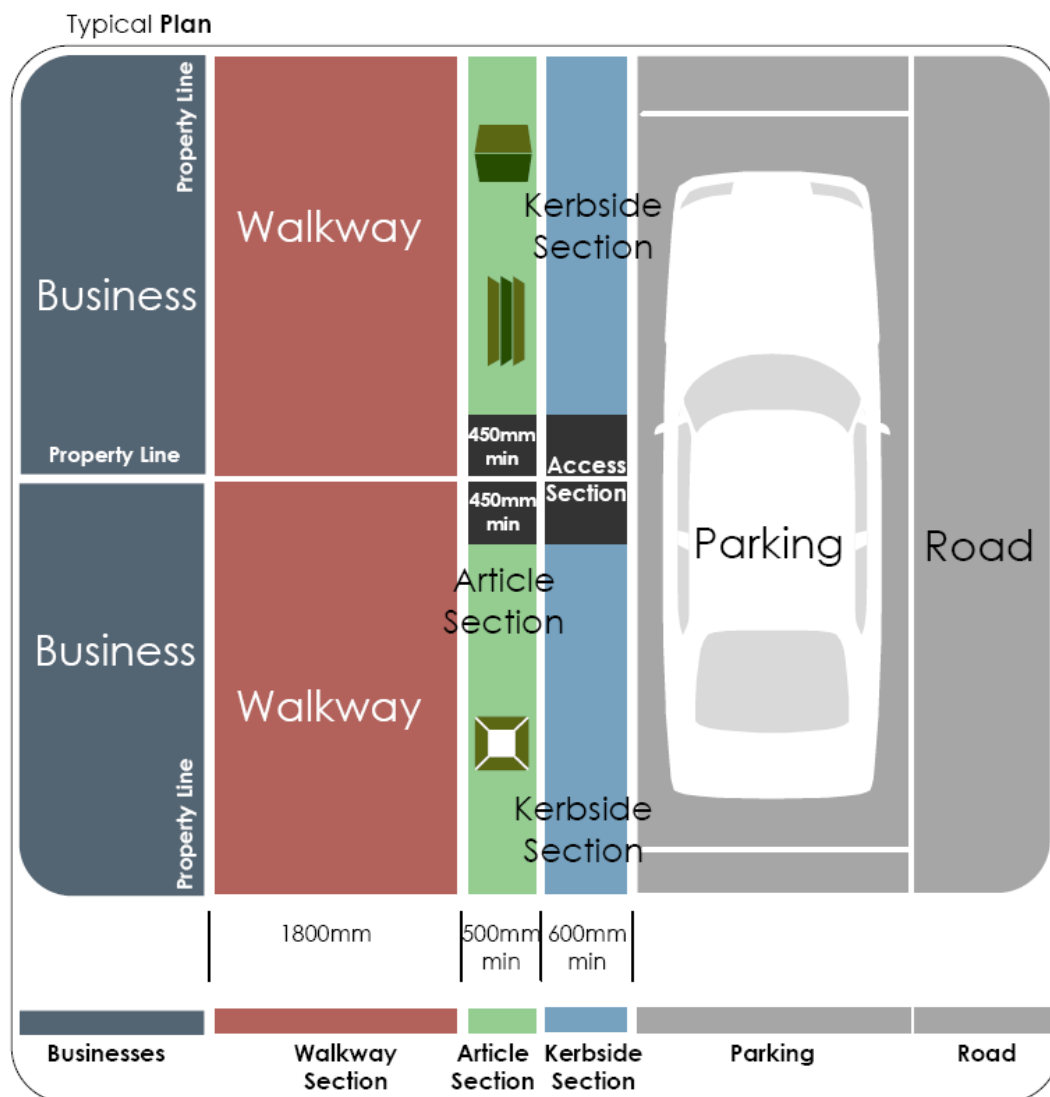 Typical Plan
Property Line
Walkway
Kerbside
Section
Business
450mm
min
Property Line
Access
Section
450mm
min
Parking
Road
Article
Section
Business
Walkway
Property Line
Kerbside
Section
1800mm
500mm
min
600mm
min
Businesses
Walkway
Section
Article
Section
Kerbside
Section
Parking
Road